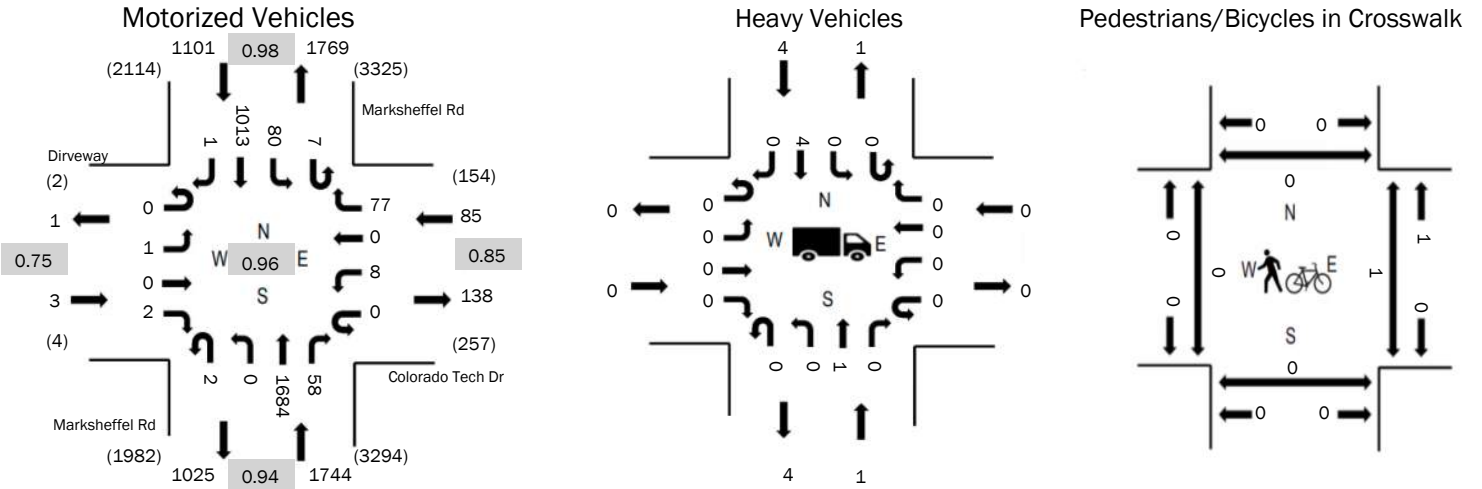 Motorized Vehicles
Heavy Vehicles
Pedestrians/Bicycles in Crosswalk
1101 0.98 1769
(2114) (3325)
Marksheffel Rd
1 1013 80 7
Dirveway
(2) (154)
0 77
1 85
1 0
N
0.75 W 0.96 E 0.85
S
0 8
3 138
2 0
(4) (257)
2 0 1684 58
Colorado Tech Dr
Marksheffel Rd
(1982) (3294)
1025 0.94 1744
4 1
0 4 0 0
0 0
0 0
N
0 0
W E
0 0
0 0
S
0 0
0 0 1 0
4 1
0 0
0
N
0 1
W E
0 1
0 0
S
0
0 0